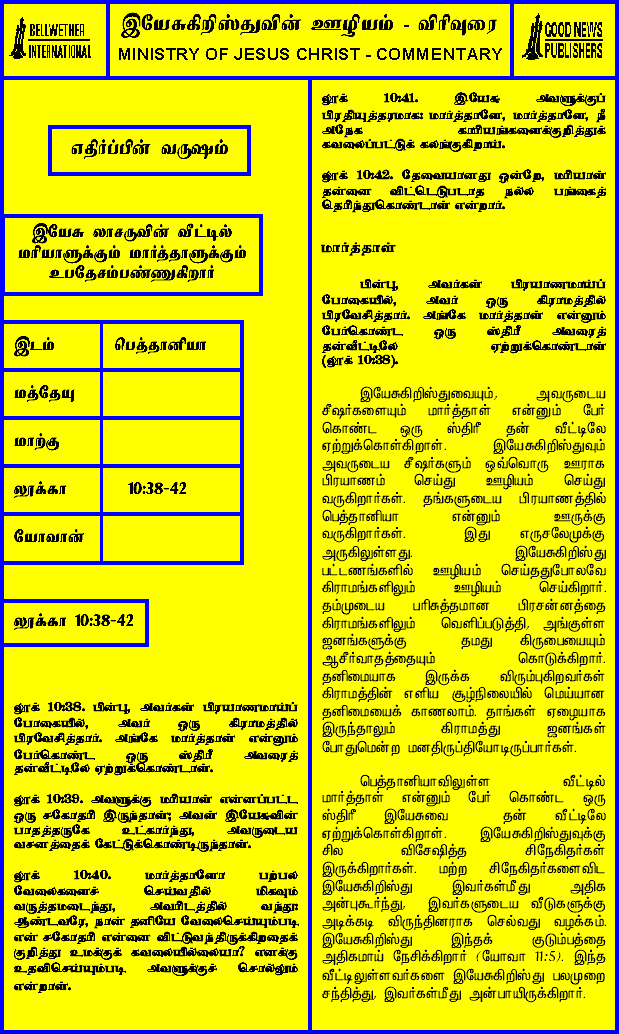 BELLWETHER
INTERNATIONAL
இயேசுகிறிஸ்துவின் ஊழியம் - விரிவுரை
MINISTRY OF JESUS CHRIST - COMMENTARY
GOOD NEWS
PUBLISHERS
எதிர்ப்பின் வருஷம்
இயேசு லாசருவின் வீட்டில்
மரியாளுக்கும் மார்த்தாளுக்கும்
உபதேசம்பண்ணுகிறார்
இடம் பெத்தானியா
மத்தேயு
மாற்கு
லூக்கா 10:38-42
யோவான்
லூக்கா 10:38-42
லூக் 10:38. பின்பு, அவர்கள் பிரயாணமாய்ப்
போகையில், அவர் ஒரு கிராமத்தில்
பிரவேசித்தார். அங்கே மார்த்தாள் என்னும்
பேர்கொண்ட ஒரு ஸ்திரீ அவரைத்
தன்வீட்டிலே ஏற்றுக்கொண்டாள்.
லூக் 10:39. அவளுக்கு மரியாள் என்னப்பட்ட
ஒரு சகோதரி இருந்தாள்; அவள் இயேசுவின்
பாதத்தருகே உட்கார்ந்து, அவருடைய
வசனத்தைக் கேட்டுக்கொண்டிருந்தாள்.
லூக் 10:40. மார்த்தாளோ பற்பல
வேலைகளைச் செய்வதில் மிகவும்
வருத்தமடைந்து, அவரிடத்தில் வந்து:
ஆண்டவரே, நான் தனியே வேலைசெய்யும்படி
என் சகோதரி என்னை விட்டுவந்திருக்கிறதைக்
குறித்து உமக்குக் கவலையில்லையா? எனக்கு
உதவிசெய்யும்படி அவளுக்குச் சொல்லும்
என்றாள்.
லூக் 10:41. இயேசு அவளுக்குப்
பிரதியுத்தரமாக: மார்த்தாளே, மார்த்தாளே, நீ
அநேக காரியங்களைக்குறித்துக்
கவலைப்பட்டுக் கலங்குகிறாய்.
லூக் 10:42. தேவையானது ஒன்றே, மரியாள்
தன்னை விட்டெடுபடாத நல்ல பங்கைத்
தெரிந்துகொண்டாள் என்றார்.
மார்த்தாள்
பின்பு, அவர்கள் பிரயாணமாய்ப்
போகையில், அவர் ஒரு கிராமத்தில்
பிரவேசித்தார். அங்கே மார்த்தாள் என்னும்
பேர்கொண்ட ஒரு ஸ்திரீ அவரைத்
தன்வீட்டிலே ஏற்றுக்கொண்டாள்
(லூக் 10:38).
இயேசுகிறிஸ்துவையும், அவருடைய
சீஷர்களையும் மார்த்தாள் என்னும் பேர்
கொண்ட ஒரு ஸ்திரீ தன் வீட்டிலே
ஏற்றுக்கொள்கிறாள். இயேசுகிறிஸ்துவும்
அவருடைய சீஷர்களும் ஒவ்வொரு ஊராக
பிரயாணம் செய்து ஊழியம் செய்து
வருகிறார்கள். தங்களுடைய பிரயாணத்தில்
பெத்தானியா என்னும் ஊருக்கு
வருகிறார்கள். இது எருசலேமுக்கு
அருகிலுள்ளது. இயேசுகிறிஸ்து
பட்டணங்களில் ஊழியம் செய்ததுபோலவே
கிராமங்களிலும் ஊழியம் செய்கிறார்.
தம்முடைய பரிசுத்தமான பிரசன்னத்தை
கிராமங்களிலும் வெளிப்படுத்தி, அங்குள்ள
ஜனங்களுக்கு தமது கிருபையையும்
ஆசீர்வாதத்தையும் கொடுக்கிறார்.
தனிமையாக இருக்க விரும்புகிறவர்கள்
கிராமத்தின் எளிய சூழ்நிலையில் மெய்யான
தனிமையைக் காணலாம். தாங்கள் ஏழையாக
இருந்தாலும் கிராமத்து ஜனங்கள்
போதுமென்ற மனதிருப்தியோடிருப்பார்கள்.
பெத்தானியாவிலுள்ள வீட்டில்
மார்த்தாள் என்னும் பேர் கொண்ட ஒரு
ஸ்திரீ இயேசுவை தன் வீட்டிலே
ஏற்றுக்கொள்கிறாள். இயேசுகிறிஸ்துவுக்கு
சில விசேஷித்த சிநேகிதர்கள்
இருக்கிறார்கள். மற்ற சிநேகிதர்களைவிட
இயேசுகிறிஸ்து இவர்கள்மீது அதிக
அன்புகூர்ந்து, இவர்களுடைய வீடுகளுக்கு
அடிக்கடி விருந்தினராக செல்வது வழக்கம்.
இயேசுகிறிஸ்து இந்தக் குடும்பத்தை
அதிகமாய் நேசிக்கிறார் (யோவா 11:5). இந்த
வீட்டிலுள்ளவர்களை இயேசுகிறிஸ்து பலமுறை
சந்தித்து, இவர்கள்மீது அன்பாயிருக்கிறார்.